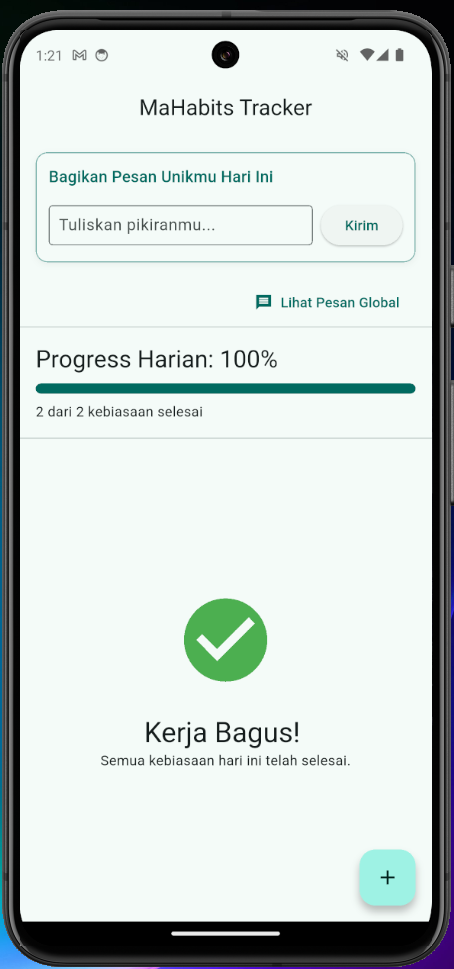 1:21
MaHabits Tracker
Bagikan Pesan Unikmu Hari Ini
Tuliskan pikiranmu...
Kirim
Lihat Pesan Global
Progress Harian: 100%
2 dari 2 kebiasaan selesai
Kerja Bagus!
Semua kebiasaan hari ini telah selesai.
+